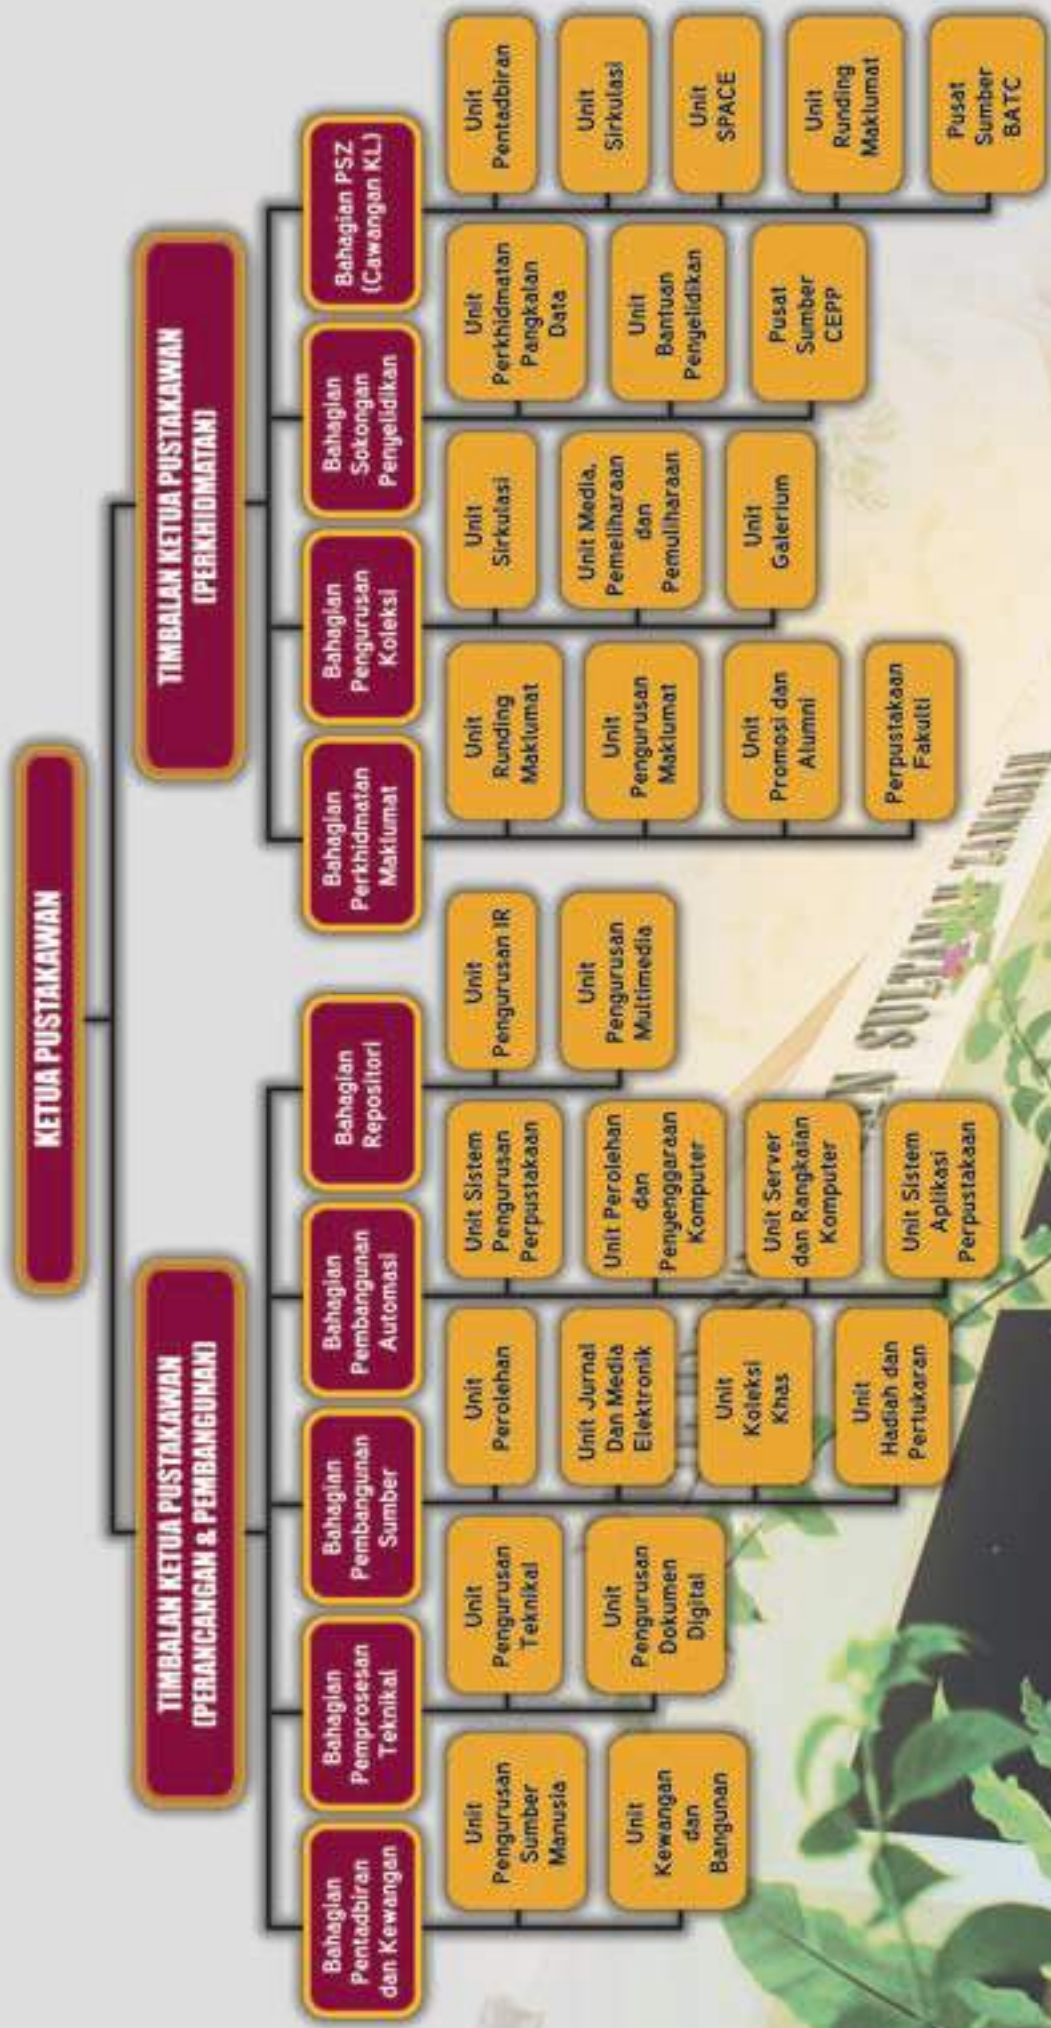 KETUA PUSTAKAWAN
TIMBALAN KETUA PUSTAKAWAN
(PERANCANGAN & PEMBANGUNAN)
TIMBALAN KETUA PUSTAKAWAN
(PERKHIDMATAN)
Bahagian
Pentadbiran
dan Kewangan
Unit
Pengurusan
Sumber
Manusia
Unit
Kewangan
dan
Bangunan
Bahagian
Pemprosesan
Teknikal
Unit
Pengurusan
Teknikal
Unit
Pengurusan
Dokumen
Digital
Bahagian
Pembangunan
Sumber
Unit
Perolehan
Unit Jurnal
Dan Media
Elektronik
Unit
Koleksi
Khas
Unit
Hadiah dan
Pertukaran
Bahagian
Pembangunan
Automasi
Unit Sistem
Pengurusan
Perpustakaan
Unit Perolehan
dan
Penyenggaraan
Komputer
Unit Server
dan Rangkaian
Komputer
Unit Sistem
Aplikasi
Perpustakaan
Bahagian
Repositori
Unit
Pengurusan IR
Unit
Pengurusan
Multimedia
Bahagian
Perkhidmatan
Maklumat
Unit
Runding
Maklumat
Unit
Pengurusan
Maklumat
Unit
Promosi dan
Alumni
Perpustakaan
Fakulti
Bahagian
Pengurusan
Koleksi
Unit
Sirkulasi
Unit Media,
Pemeliharaan
dan
Pemuliharaan
Unit
Galerium
Bahagian
Sokongan
Penyelidikan
Unit
Perkhidmatan
Pangkalan
Data
Unit
Bantuan
Penyelidikan
Pusat
Sumber
CEPP
Bahagian PSZ
(Cawangan KL)
Unit
Pentadbiran
Unit
Sirkulasi
Unit
SPACE
Unit
Runding
Maklumat
Pusat
Sumber
BATC
SULTANAH ZANARIAH